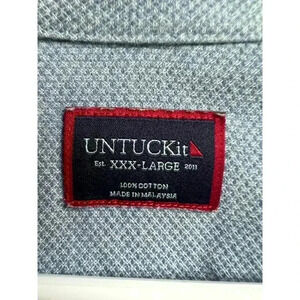 UNTUCKit
Est. XXX-LARGE 2011
100% COTTON
MADE IN MALAYSIA